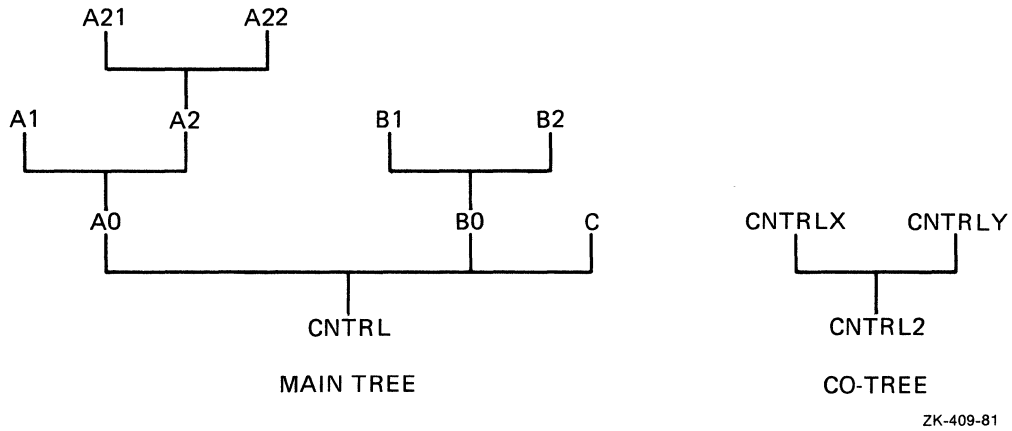 A21 A22
A1 A2 B1 B2
A0 B0 C CNTRLX CNTRLY
CNTRL CNTRL2
MAIN TREE CO-TREE
ZK-409-81